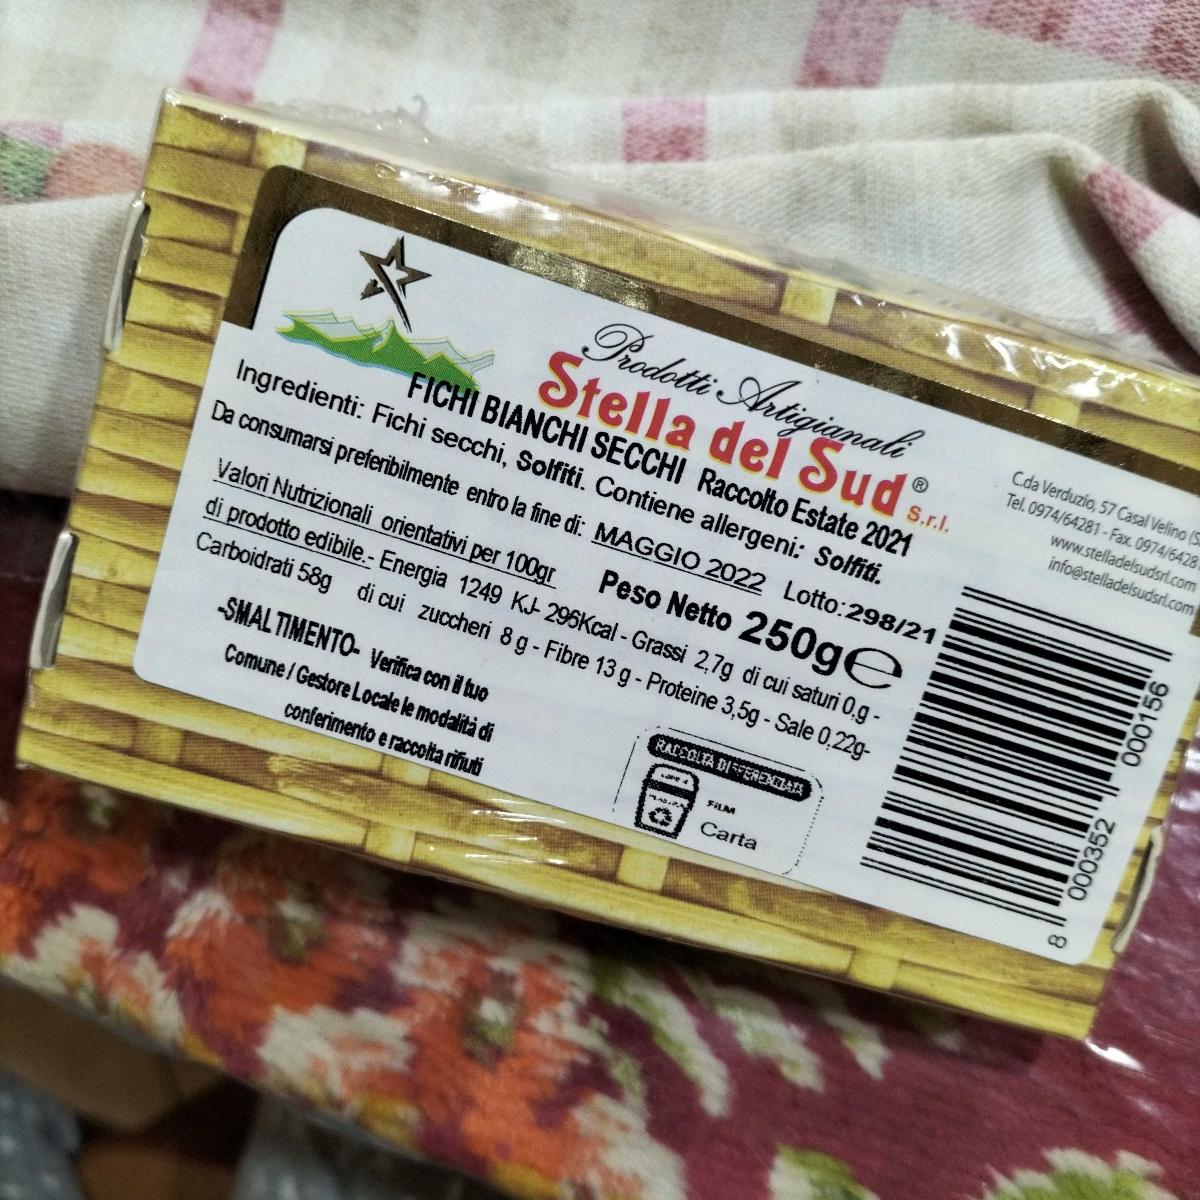 Prodotti Artigianali
Stella del Sud® s.r.l.
C.da Verduzio, 57 Casal Velino
Tel. 0974/64281 - Fax. 0974/6428
www.stelladelsudsrl.com
info@stelladelsudsrl.com
FICHI BIANCHI SECCHI Raccolto Estate 2021
Ingredienti: Fichi secchi, Solfiti. Contiene allergeni: Solfiti.
Da consumarsi preferibilmente entro la fine di: MAGGIO 2022 Lotto:298/21
Peso Netto 250g℮
Valori Nutrizionali orientativi per 100gr
di prodotto edibile.- Energia 1249 KJ- 296Kcal - Grassi 2,7g di cui saturi 0,g -
Carboidrati 58g di cui zuccheri 8 g - Fibre 13 g - Proteine 3,5g - Sale 0,22g-
-SMALTIMENTO- Verifica con il tuo
Comune / Gestore Locale le modalità di
conferimento e raccolta rifiuti
RACCOLTA DIFFERENZIATA
FILM
Carta
8 000352 000156